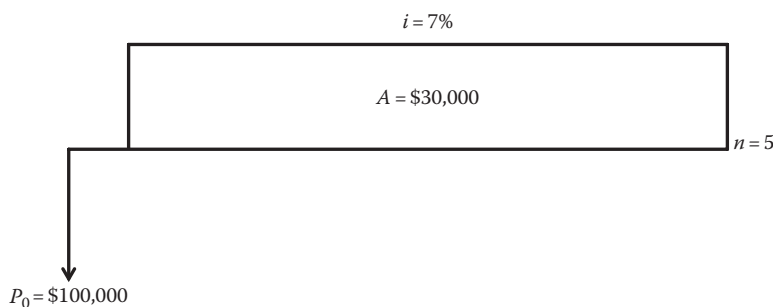 i = 7%
A = $30,000
n = 5
P₀ = $100,000